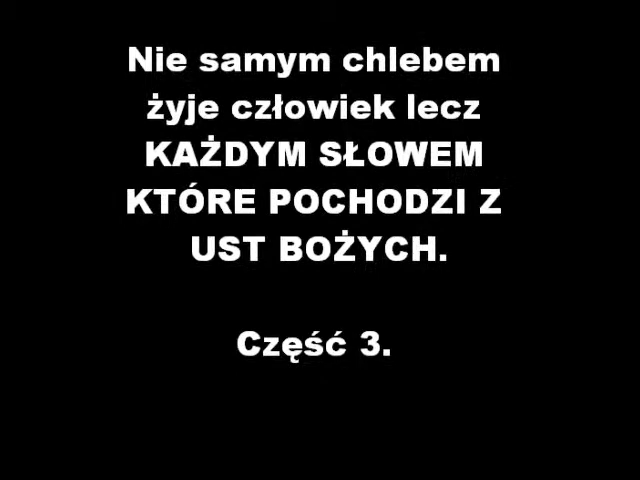 Nie samym chlebem
żyje człowiek lecz
KAŻDYM SŁOWEM
KTÓRE POCHODZI Z
UST BOŻYCH.
Część 3.